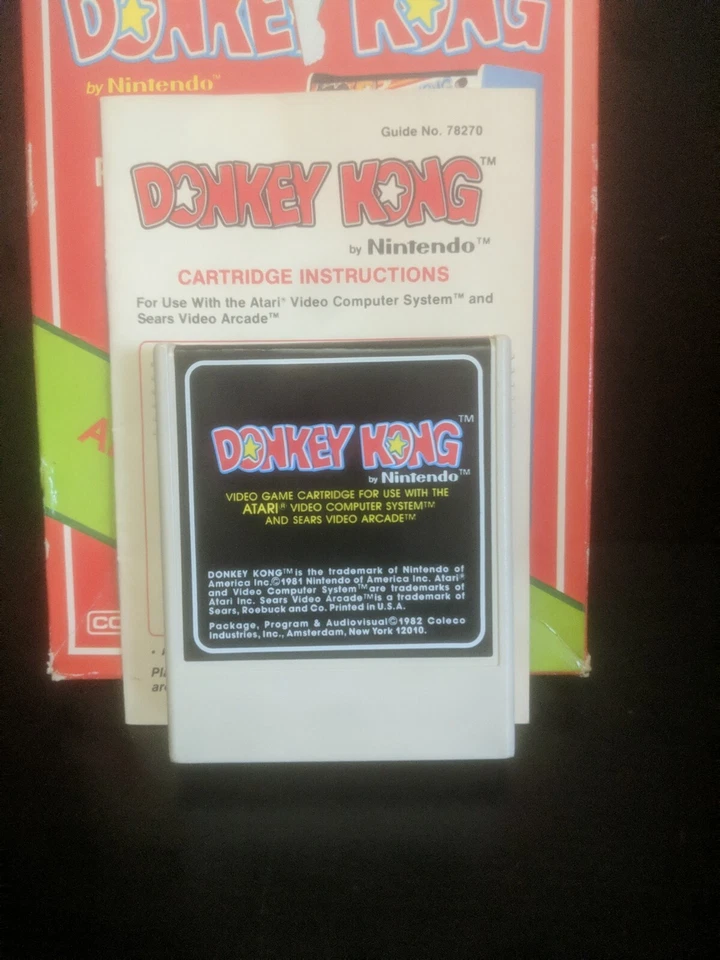 DONKEY KONG
by Nintendo™
Guide No. 78270
DONKEY KONG™
by Nintendo™
CARTRIDGE INSTRUCTIONS
For Use With the Atari® Video Computer System™ and
Sears Video Arcade™
DONKEY KONG™
by Nintendo™
VIDEO GAME CARTRIDGE FOR USE WITH THE
ATARI® VIDEO COMPUTER SYSTEM™
AND SEARS VIDEO ARCADE™
DONKEY KONG™ is the trademark of Nintendo of
America Inc.©1981 Nintendo of America Inc. Atari®
and Video Computer System™ are trademarks of
Atari Inc. Sears Video Arcade™ is a trademark of
Sears, Roebuck and Co. Printed in U.S.A.
Package, Program & Audiovisual©1982 Coleco
Industries, Inc., Amsterdam, New York 12010.